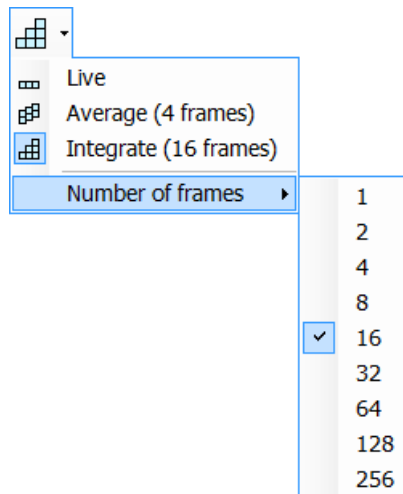 Live
Average (4 frames)
Integrate (16 frames)
Number of frames
1
2
4
8
16
32
64
128
256